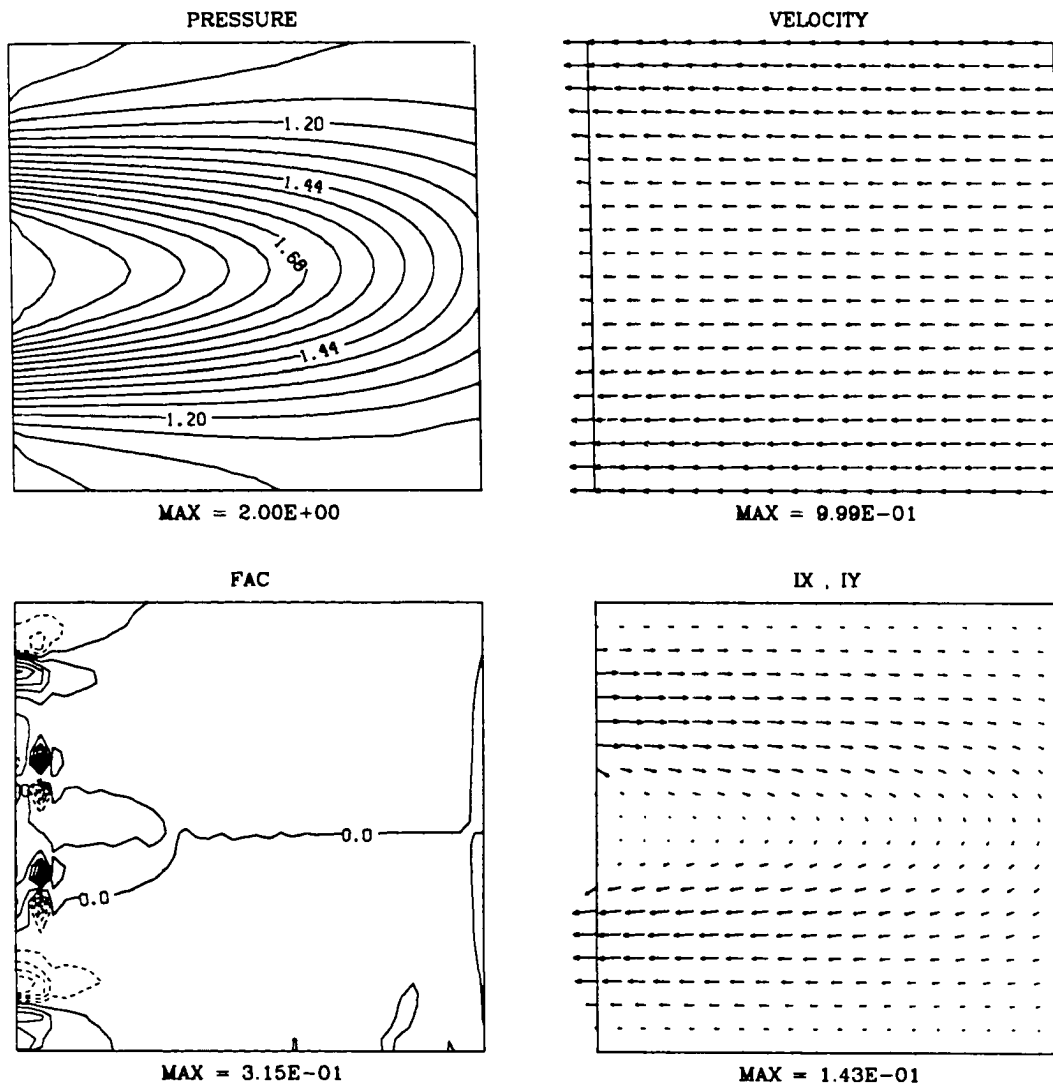 PRESSURE
VELOCITY
1.20
1.44
1.68
1.44
1.20
MAX = 2.00E+00
MAX = 9.99E-01
FAC
IX , IY
0.0
0.0
MAX = 3.15E-01
MAX = 1.43E-01